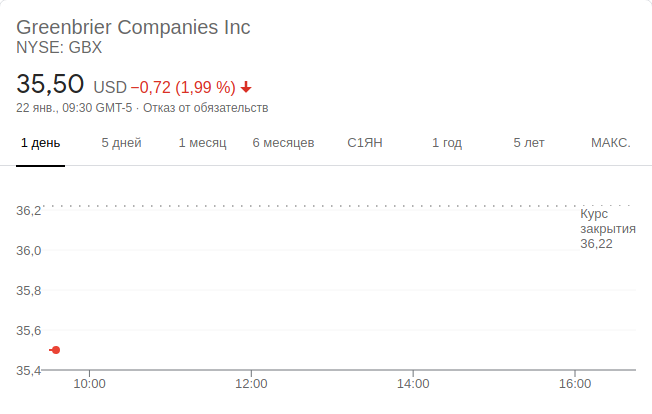 Greenbrier Companies Inc
NYSE: GBX
35,50 USD −0,72 (1,99 %)
22 янв., 09:30 GMT-5 · Отказ от обязательств
1 день 5 дней 1 месяц 6 месяцев С1ЯН 1 год 5 лет МАКС.
36,2
Курс
закрытия
36,22
36,0
35,8
35,6
35,4
10:00 12:00 14:00 16:00